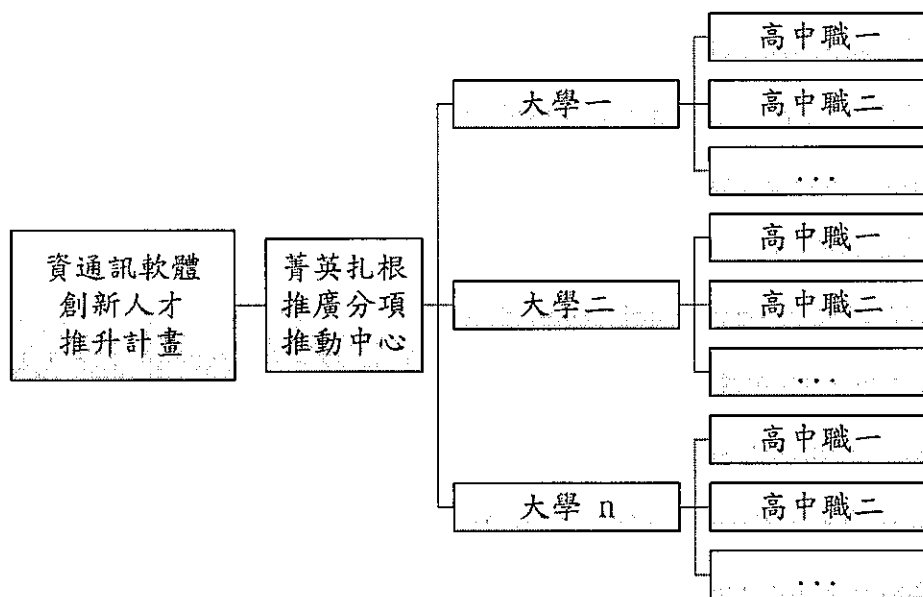 資通訊軟體
創新人才
推升計畫
菁英扎根
推廣分項
推動中心
大學一
高中職一
高中職二
...
大學二
高中職一
高中職二
...
大學 n
高中職一
高中職二
...